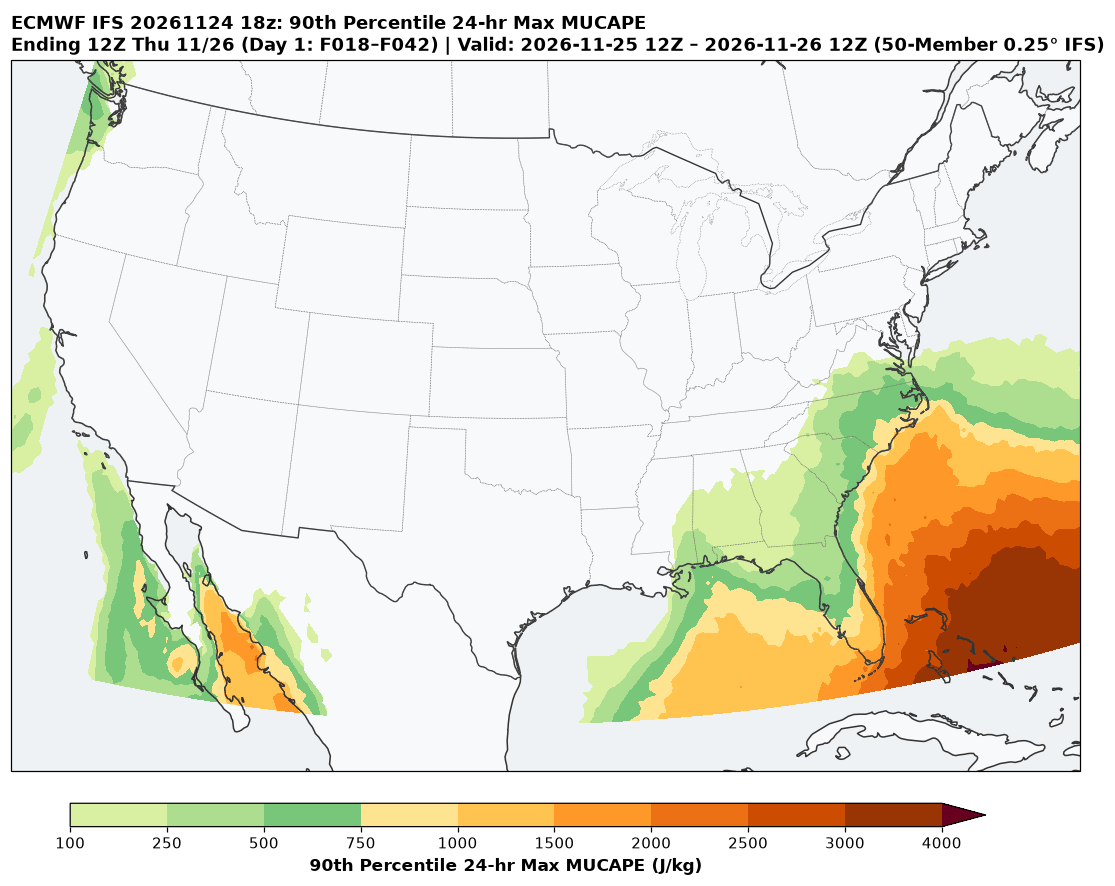 ECMWF IFS 20261124 18z: 90th Percentile 24-hr Max MUCAPE
Ending 12Z Thu 11/26 (Day 1: F018–F042) | Valid: 2026-11-25 12Z – 2026-11-26 12Z (50-Member 0.25° IFS)
100 250 500 750 1000 1500 2000 2500 3000 4000
90th Percentile 24-hr Max MUCAPE (J/kg)